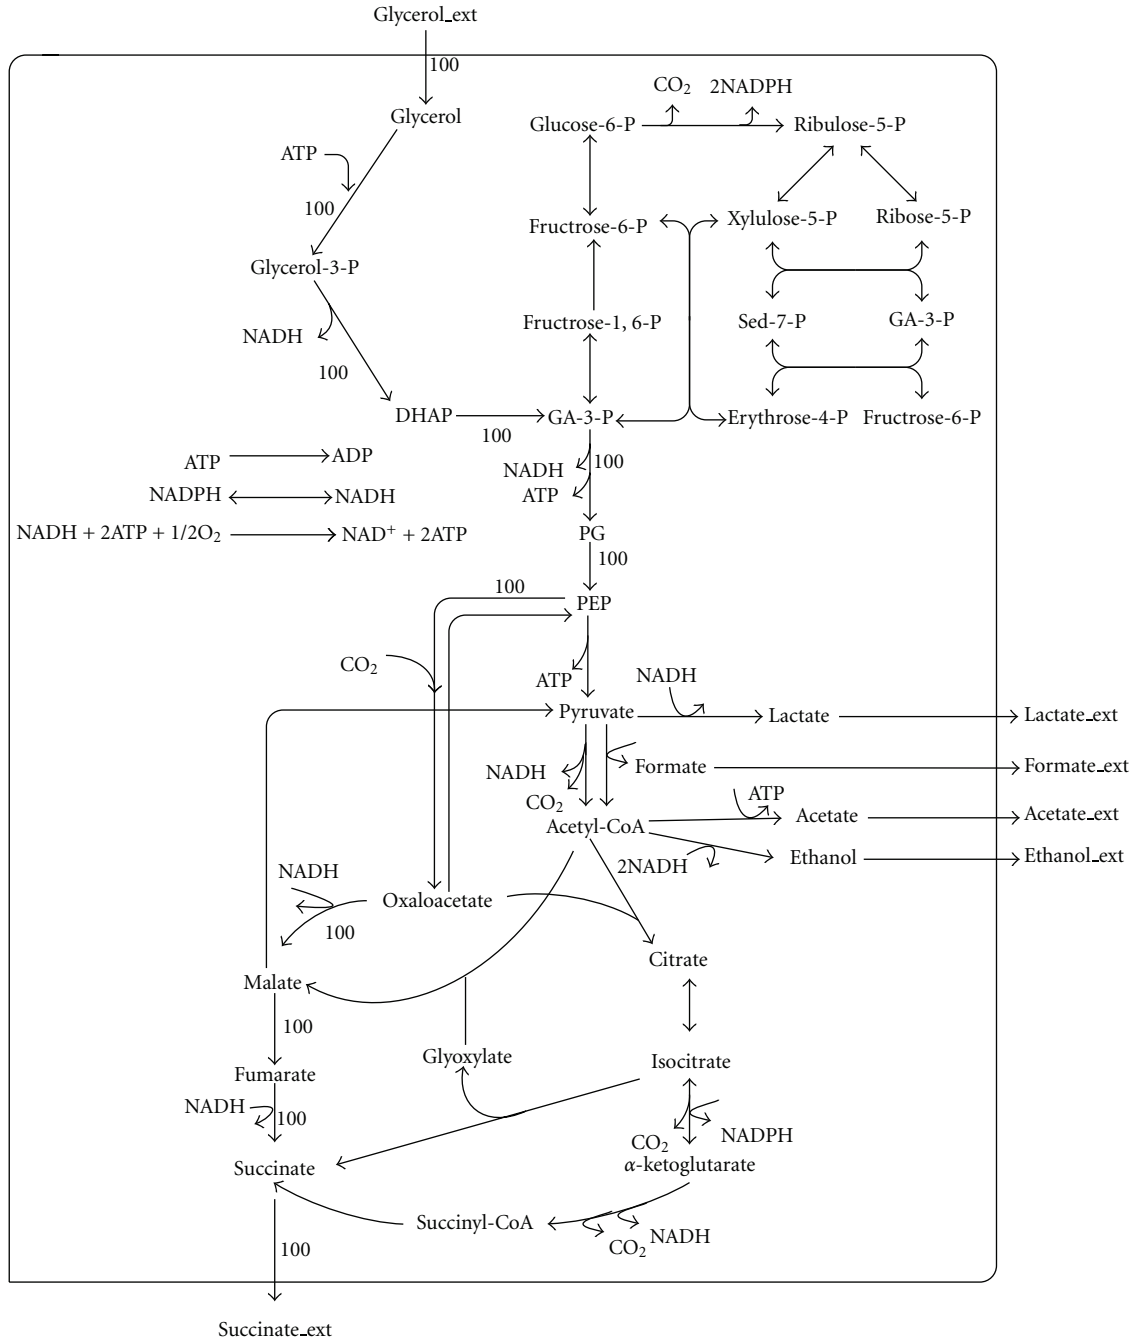 Glycerol_ext
100
Glycerol
ATP
100
Glycerol-3-P
NADH
100
DHAP
100
CO2 2NADPH
Glucose-6-P
Ribulose-5-P
Fructrose-6-P
Xylulose-5-P
Ribose-5-P
Fructrose-1, 6-P
Sed-7-P
GA-3-P
GA-3-P
Erythrose-4-P
Fructrose-6-P
ATP
ADP
NADPH
NADH
NADH + 2ATP + 1/2O2
NAD+ + 2ATP
NADH
100
ATP
PG
100
100
PEP
CO2
ATP
NADH
Pyruvate
Lactate
Lactate_ext
NADH
Formate
Formate_ext
CO2
ATP
Acetyl-CoA
Acetate
Acetate_ext
2NADH
Ethanol
Ethanol_ext
NADH
Oxaloacetate
100
Citrate
Malate
100
Glyoxylate
Isocitrate
Fumarate
NADH
100
CO2
NADPH
Succinate
α-ketoglutarate
Succinyl-CoA
CO2
NADH
100
Succinate_ext